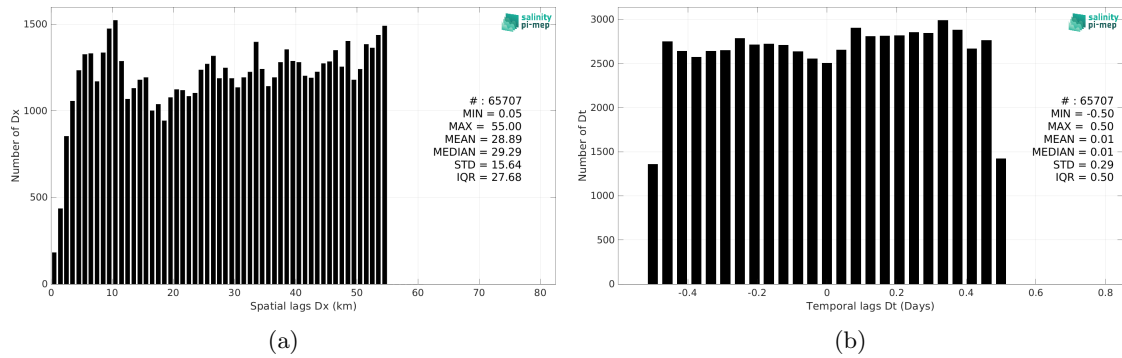 salinity
pi-mep
1500
1000
500
0
Number of Dx
# : 65707
MIN = 0.05
MAX = 55.00
MEAN = 28.89
MEDIAN = 29.29
STD = 15.64
IQR = 27.68
0 10 20 30 40 50 60 70 80
Spatial lags Dx (km)
(a)
salinity
pi-mep
3000
2500
2000
1500
1000
500
0
Number of Dt
# : 65707
MIN = -0.50
MAX = 0.50
MEAN = 0.01
MEDIAN = 0.01
STD = 0.29
IQR = 0.50
-0.4 -0.2 0 0.2 0.4 0.6 0.8
Temporal lags Dt (Days)
(b)